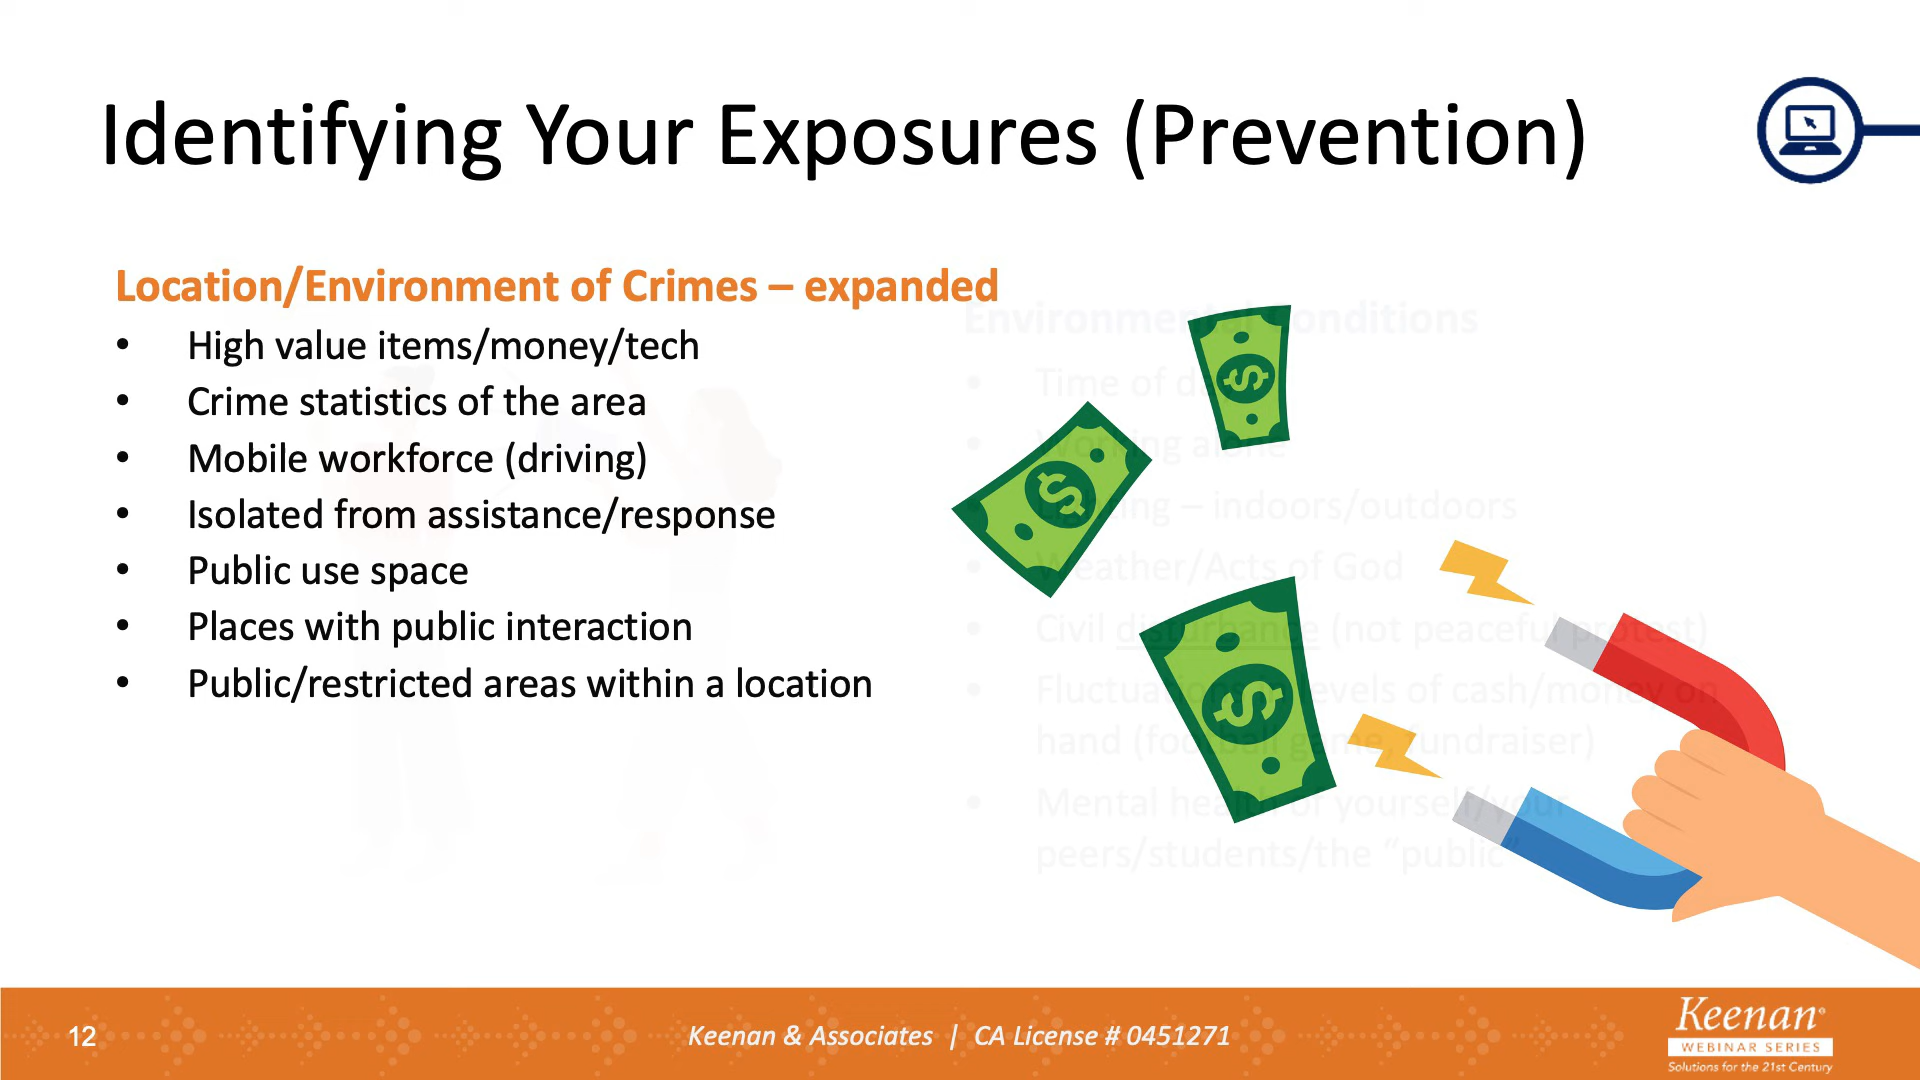 Identifying Your Exposures (Prevention)
Location/Environment of Crimes – expanded
• High value items/money/tech
• Crime statistics of the area
• Mobile workforce (driving)
• Isolated from assistance/response
• Public use space
• Places with public interaction
• Public/restricted areas within a location
Environmental Conditions
• Time of
• Working alone
• Lighting – indoors/outdoors
• Weather/Acts of God
• Civil disturbance (not peaceful protest)
• Fluctuations in levels of cash/money on
hand (football game, fundraiser)
• Mental health of yourself/your
peers/students/the “public”
12
Keenan & Associates | CA License # 0451271
Keenan®
WEBINAR SERIES
Solutions for the 21st Century